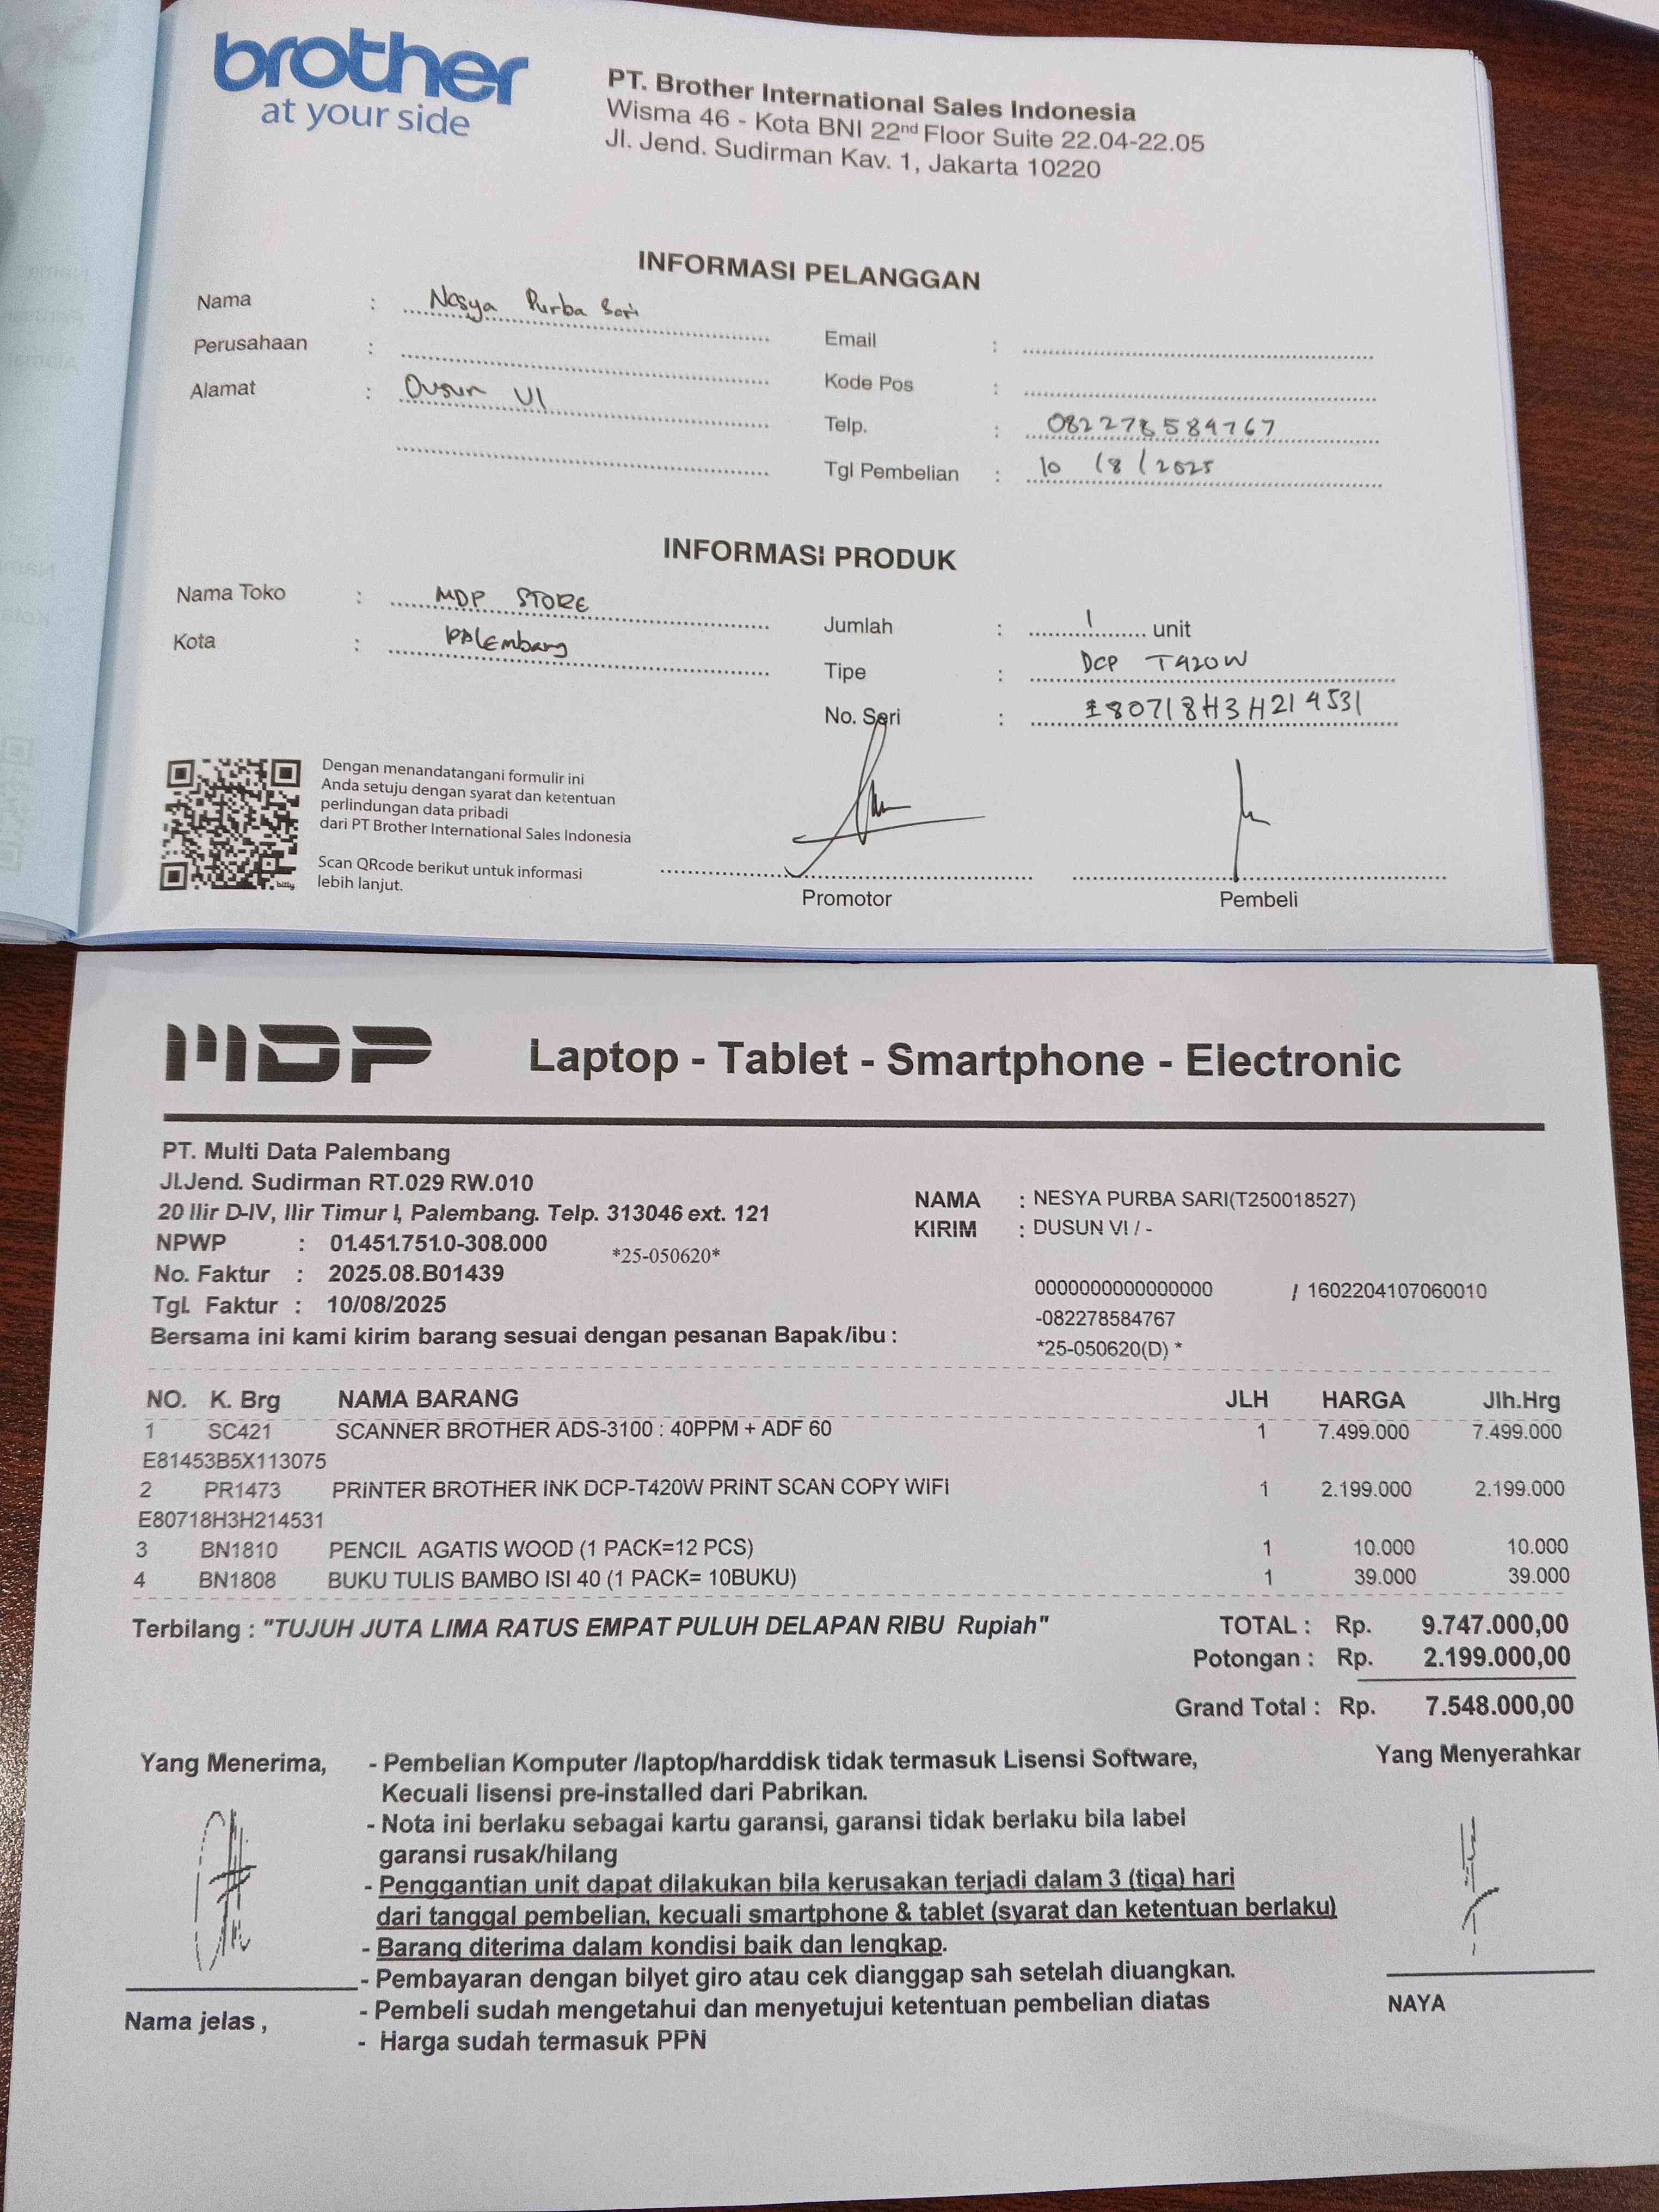 brother
at your side
PT. Brother International Sales Indonesia
Wisma 46 - Kota BNI 22nd Floor Suite 22.04-22.05
Jl. Jend. Sudirman Kav. 1, Jakarta 10220
INFORMASI PELANGGAN
Nama : Nesya Purba Sari
Perusahaan :
Alamat : Dusun VI
Email :
Kode Pos :
Telp. : 082278584767
Tgl Pembelian : 10 /8/2025
INFORMASI PRODUK
Nama Toko : MDP STORE
Kota : PALEmbang
Jumlah : 1 unit
Tipe : DCP T420W
No. Seri : E80718H3H214531
Dengan menandatangani formulir ini
Anda setuju dengan syarat dan ketentuan
perlindungan data pribadi
dari PT Brother International Sales Indonesia
Scan QRcode berikut untuk informasi
lebih lanjut.
bitly
Promotor
Pembeli
MDP Laptop - Tablet - Smartphone - Electronic
PT. Multi Data Palembang
Jl.Jend. Sudirman RT.029 RW.010
20 Ilir D-IV, Ilir Timur I, Palembang. Telp. 313046 ext. 121
NPWP : 01.451.751.0-308.000
*25-050620*
No. Faktur : 2025.08.B01439
Tgl. Faktur : 10/08/2025
Bersama ini kami kirim barang sesuai dengan pesanan Bapak/ibu :
NAMA : NESYA PURBA SARI(T250018527)
KIRIM : DUSUN VI / -
0000000000000000 / 1602204107060010
-082278584767
*25-050620(D) *
NO. K. Brg NAMA BARANG JLH HARGA Jlh.Hrg
1 SC421 SCANNER BROTHER ADS-3100 : 40PPM + ADF 60 1 7.499.000 7.499.000
E81453B5X113075
2 PR1473 PRINTER BROTHER INK DCP-T420W PRINT SCAN COPY WIFI 1 2.199.000 2.199.000
E80718H3H214531
3 BN1810 PENCIL AGATIS WOOD (1 PACK=12 PCS) 1 10.000 10.000
4 BN1808 BUKU TULIS BAMBO ISI 40 (1 PACK= 10BUKU) 1 39.000 39.000
Terbilang : "TUJUH JUTA LIMA RATUS EMPAT PULUH DELAPAN RIBU Rupiah"
TOTAL : Rp. 9.747.000,00
Potongan : Rp. 2.199.000,00
Grand Total : Rp. 7.548.000,00
Yang Menerima,
- Pembelian Komputer /laptop/harddisk tidak termasuk Lisensi Software,
Kecuali lisensi pre-installed dari Pabrikan.
- Nota ini berlaku sebagai kartu garansi, garansi tidak berlaku bila label
garansi rusak/hilang
- Penggantian unit dapat dilakukan bila kerusakan terjadi dalam 3 (tiga) hari
dari tanggal pembelian, kecuali smartphone & tablet (syarat dan ketentuan berlaku)
- Barang diterima dalam kondisi baik dan lengkap.
- Pembayaran dengan bilyet giro atau cek dianggap sah setelah diuangkan.
- Pembeli sudah mengetahui dan menyetujui ketentuan pembelian diatas
- Harga sudah termasuk PPN
Yang Menyerahkar
Nama jelas ,
NAYA